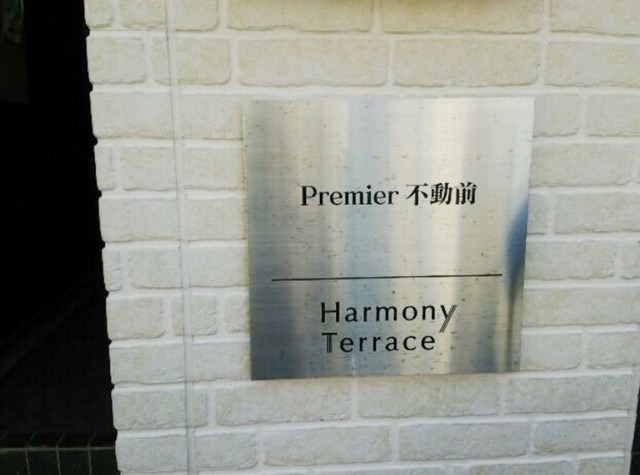 Premier 不動前
Harmony
Terrace